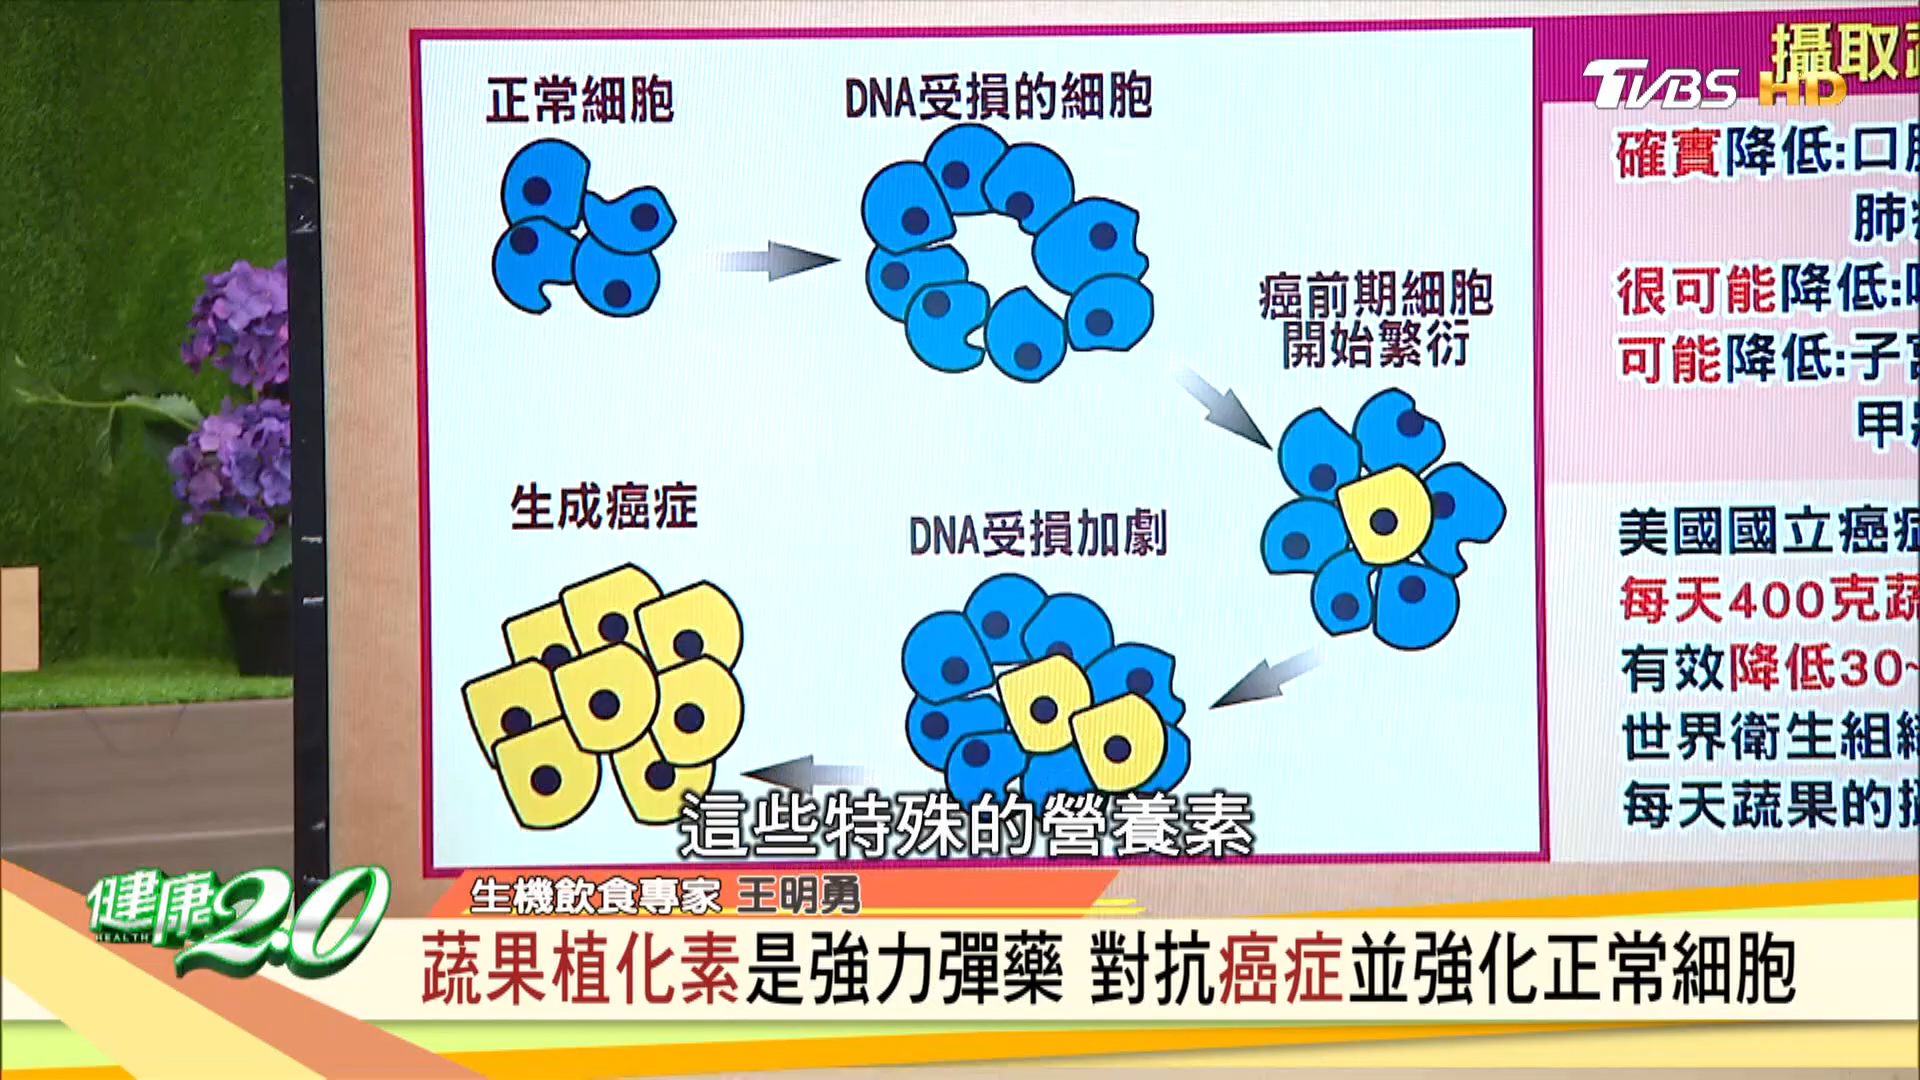 正常細胞
DNA受損的細胞
癌前期細胞
開始繁衍
生成癌症
DNA受損加劇
攝取
TVBS HD
確實降低:口
肺
很可能降低:
可能降低:子
甲
美國國立癌症
每天400克蔬
有效降低30~
世界衛生組織
每天蔬果的攝
這些特殊的營養素
健康2.0
HEALTH
生機飲食專家 王明勇
蔬果植化素是強力彈藥 對抗癌症並強化正常細胞